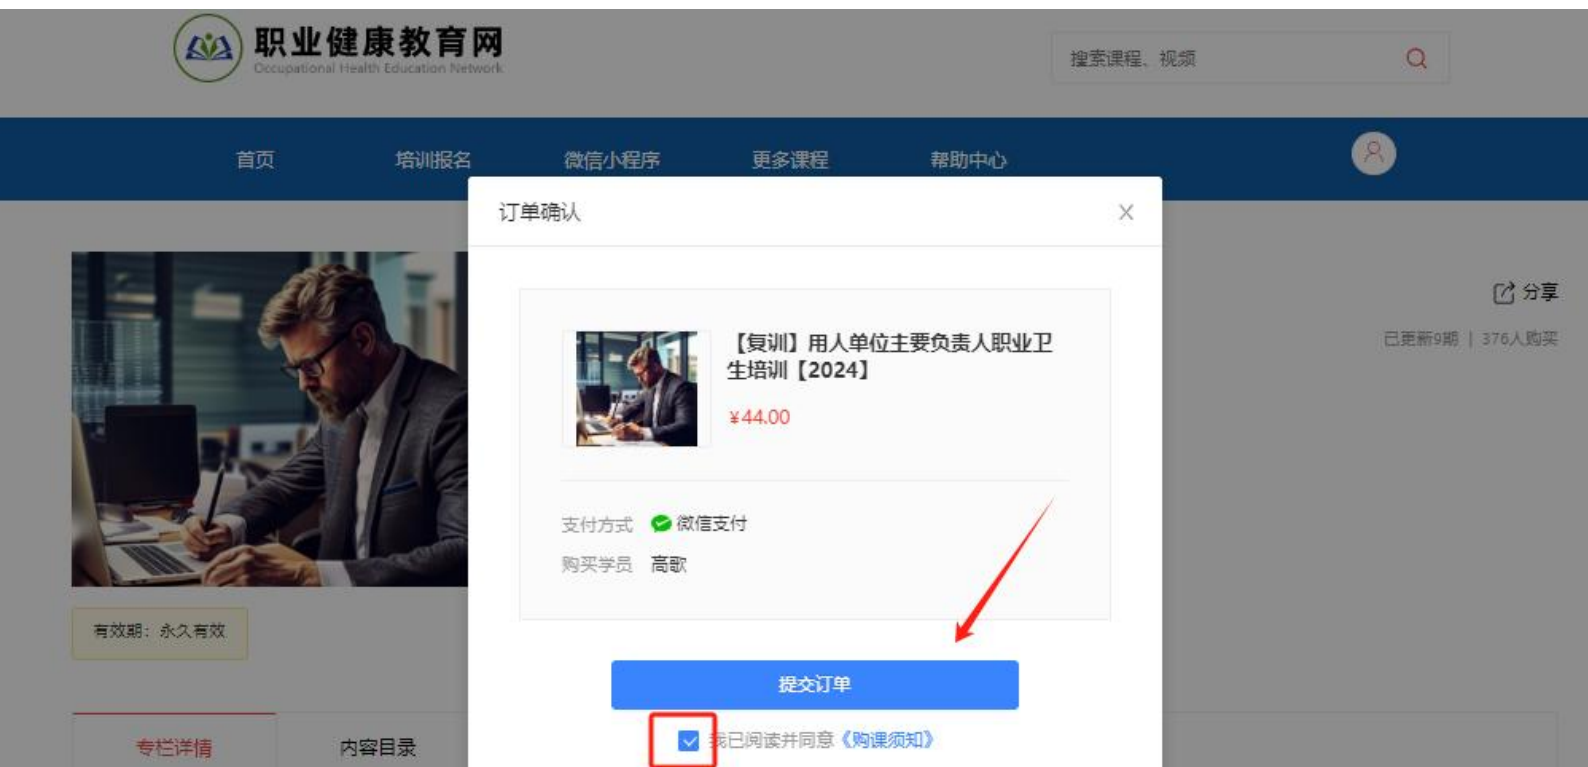 职业健康教育网
Occupational Health Education Network
搜索课程、视频
首页
培训报名
微信小程序
更多课程
帮助中心
订单确认
分享
已更新9期 | 376人购买
【复训】用人单位主要负责人职业卫
生培训【2024】
¥44.00
支付方式 微信支付
购买学员 高歌
有效期：永久有效
提交订单
我已阅读并同意《购课须知》
专栏详情
内容目录